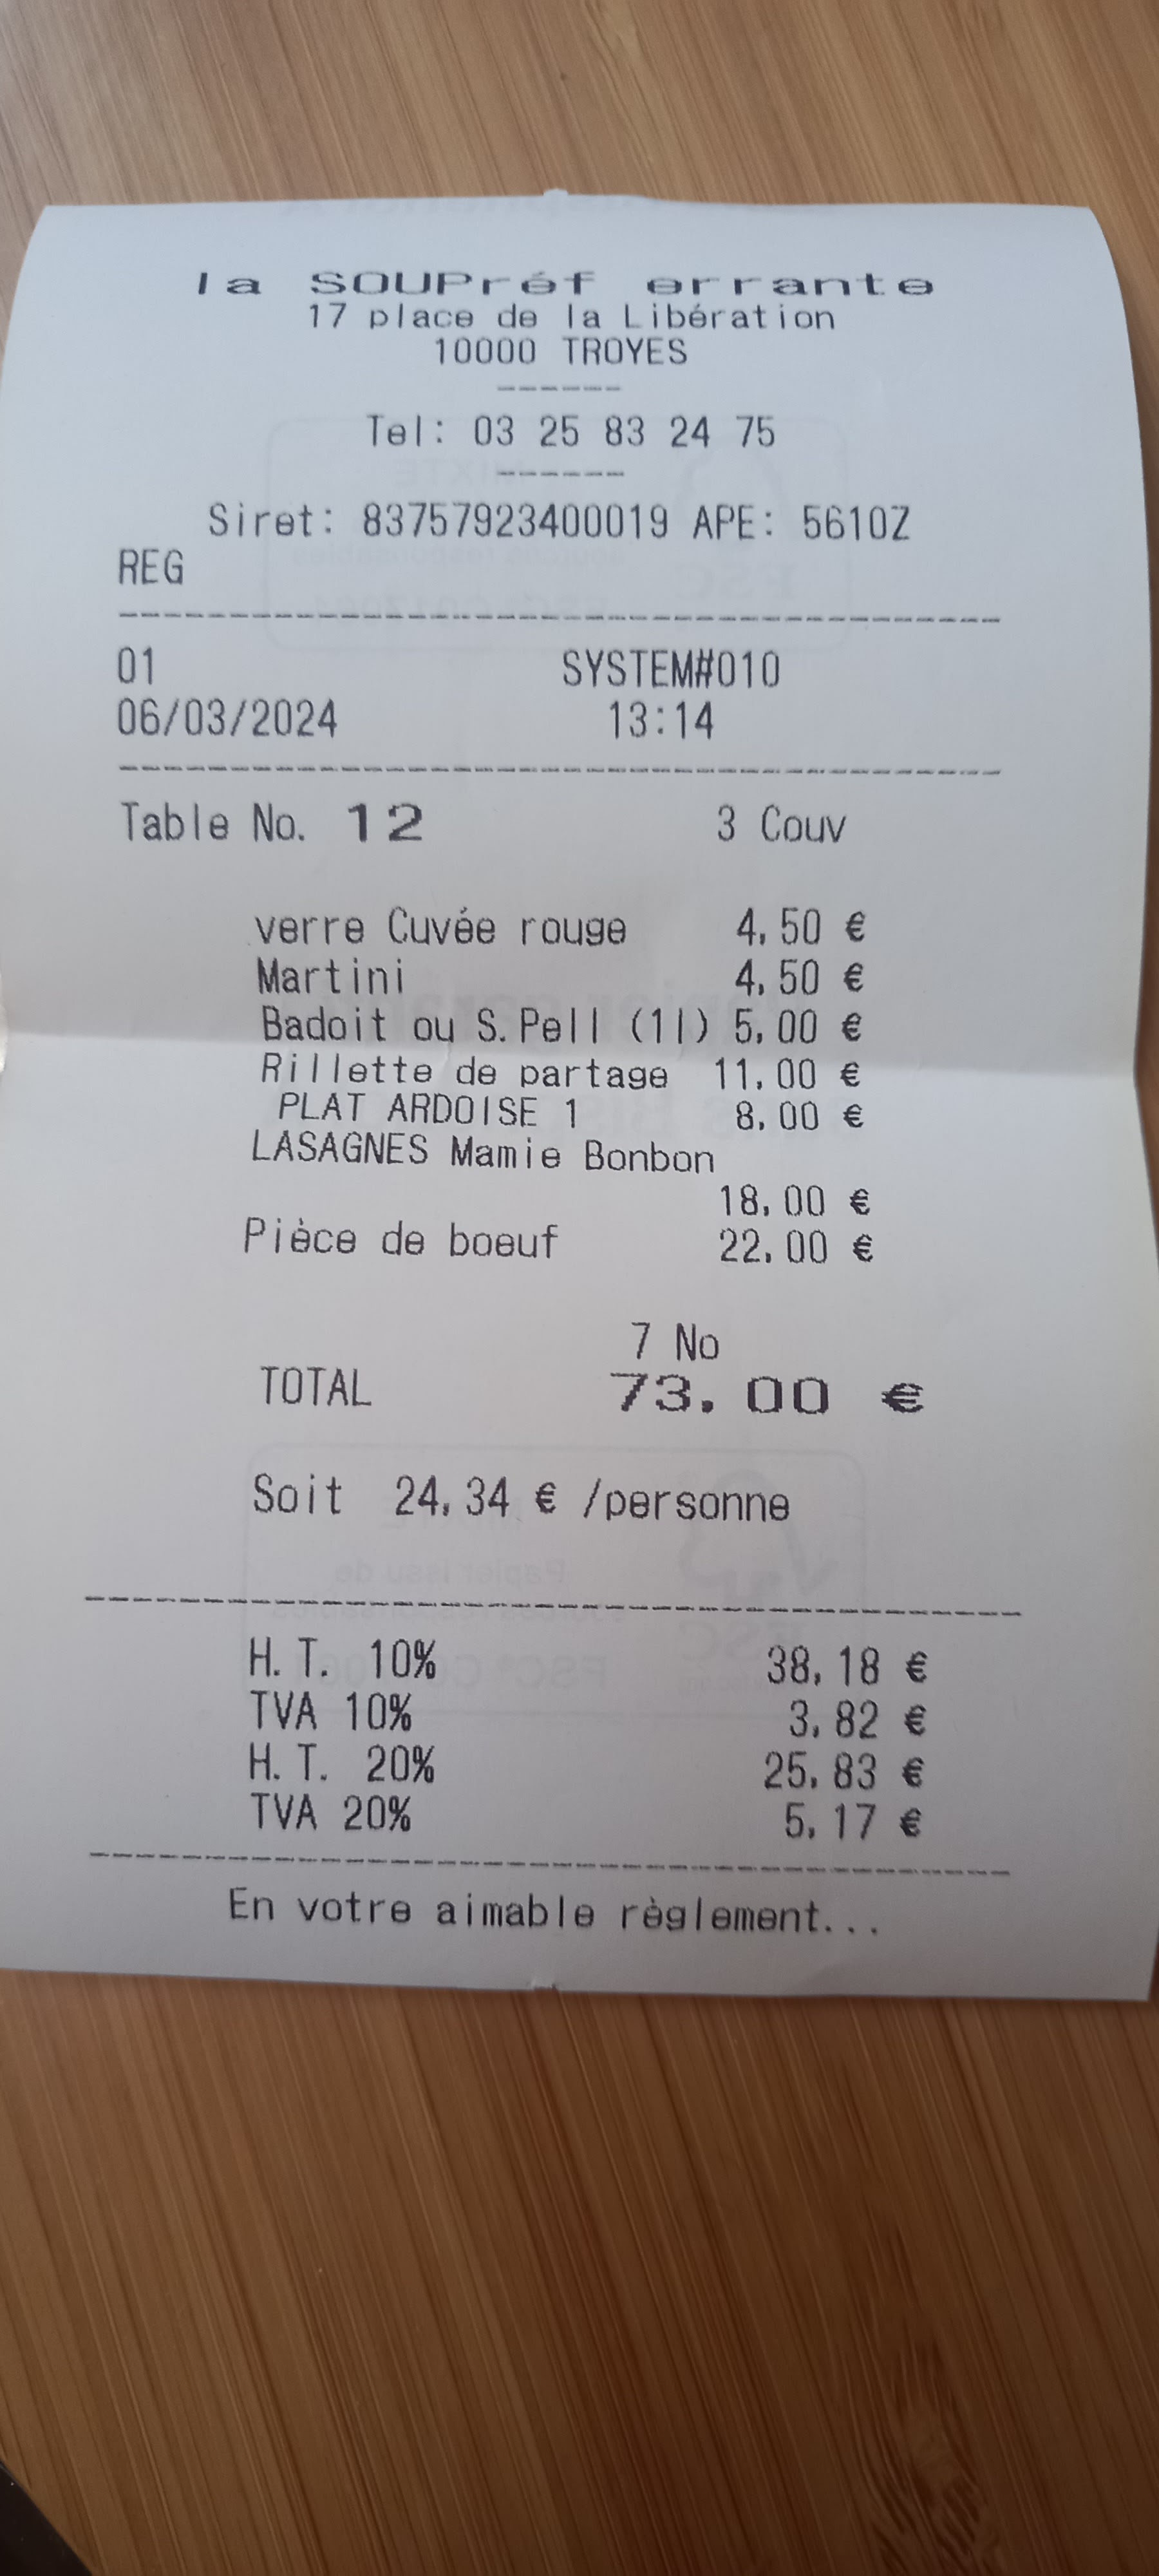 la SOUPréf errante
17 place de la Libération
10000 TROYES
------
Tel: 03 25 83 24 75
------
Siret: 83757923400019 APE: 5610Z
REG
01 SYSTEM#010
06/03/2024 13:14
Table No. 12 3 Couv
verre Cuvée rouge 4,50 €
Martini 4,50 €
Badoit ou S.Pell (1l) 5,00 €
Rillette de partage 11,00 €
PLAT ARDOISE 1 8,00 €
LASAGNES Mamie Bonbon
18,00 €
Pièce de boeuf 22,00 €
7 No
TOTAL 73,00 €
Soit 24,34 € /personne
H.T. 10% 38,18 €
TVA 10% 3,82 €
H.T. 20% 25,83 €
TVA 20% 5,17 €
En votre aimable règlement...